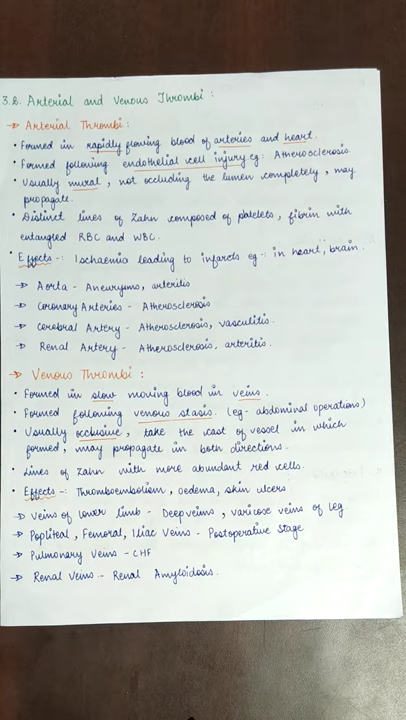 3.2. Arterial and Venous Thrombi :
→ Arterial Thrombi :
• Formed in rapidly flowing blood of arteries and heart.
• Formed following endothelial cell injury eg: Atherosclerosis.
• Usually mural, not occluding the lumen completely, may
propagate.
• Distinct lines of Zahn composed of platelets, fibrin with
entangled RBC and WBC.
• Effects -: Ischaemia leading to infarcts eg-: in heart, brain.
→ Aorta - Aneurysms, arteritis
→ Coronary Arteries - Atherosclerosis
→ Cerebral Artery - Atherosclerosis, vasculitis.
→ Renal Artery - Atherosclerosis, arteritis.
→ Venous Thrombi :
• Formed in slow moving blood in veins.
• Formed following venous stasis. (eg- abdominal operations)
• Usually occlusive, take the cast of vessel in which
formed, may propagate in both directions.
• Lines of Zahn with more abundant red cells.
• Effects -: Thromboembolism, oedema, skin ulcers
→ Veins of lower limb - Deep veins, varicose veins of leg.
→ Popliteal, Femoral, Iliac Veins - Postoperative Stage
→ Pulmonary Veins - CHF
→ Renal Veins - Renal Amyloidosis.